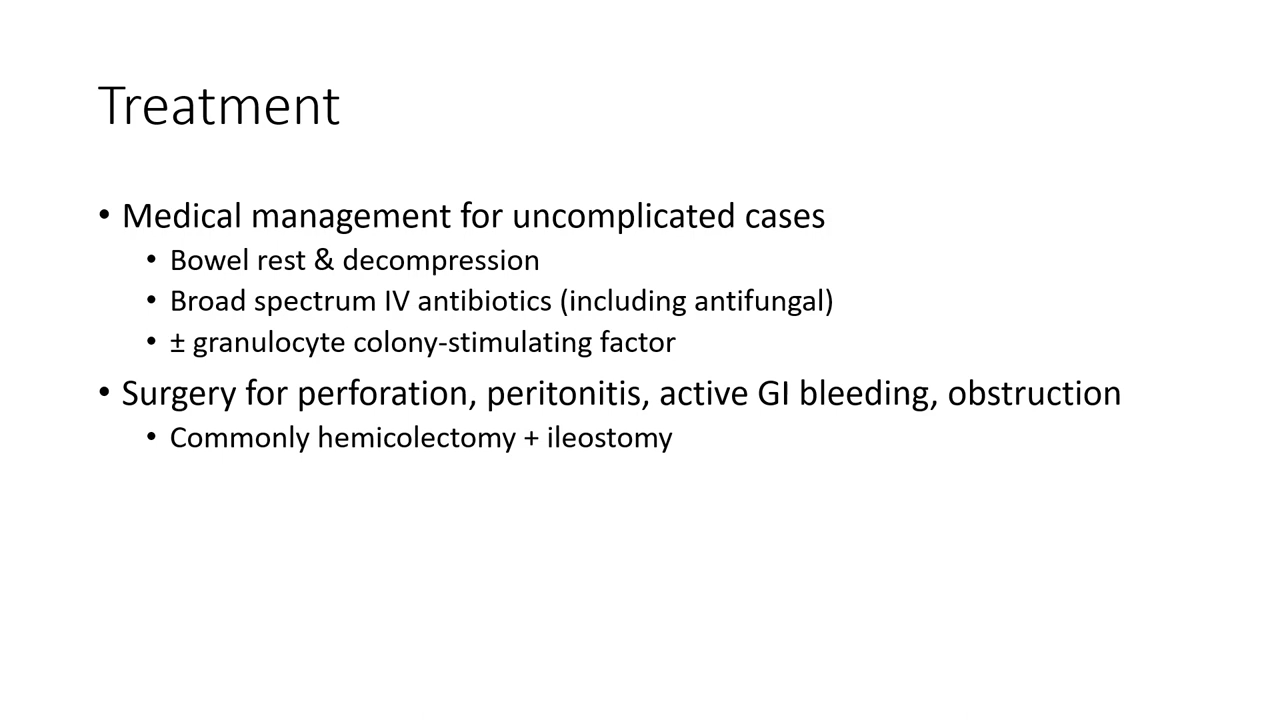 Treatment
• Medical management for uncomplicated cases
• Bowel rest & decompression
• Broad spectrum IV antibiotics (including antifungal)
• ± granulocyte colony-stimulating factor
• Surgery for perforation, peritonitis, active GI bleeding, obstruction
• Commonly hemicolectomy + ileostomy